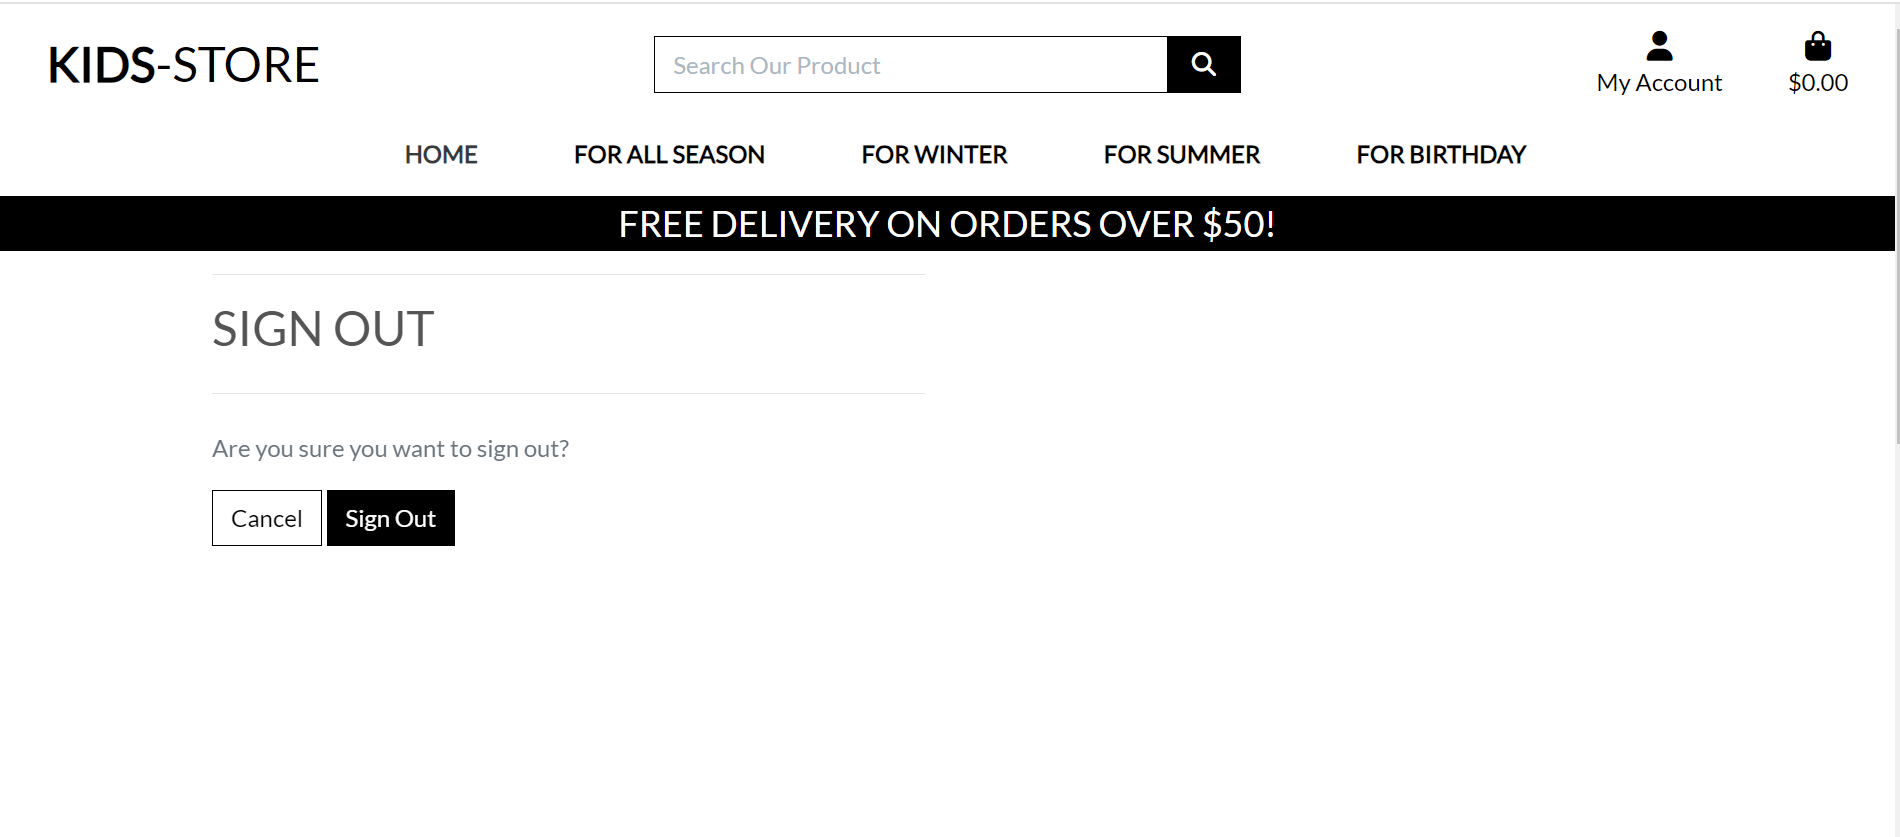 KIDS-STORE
Search Our Product
My Account
$0.00
HOME FOR ALL SEASON FOR WINTER FOR SUMMER FOR BIRTHDAY
FREE DELIVERY ON ORDERS OVER $50!
SIGN OUT
Are you sure you want to sign out?
Cancel Sign Out